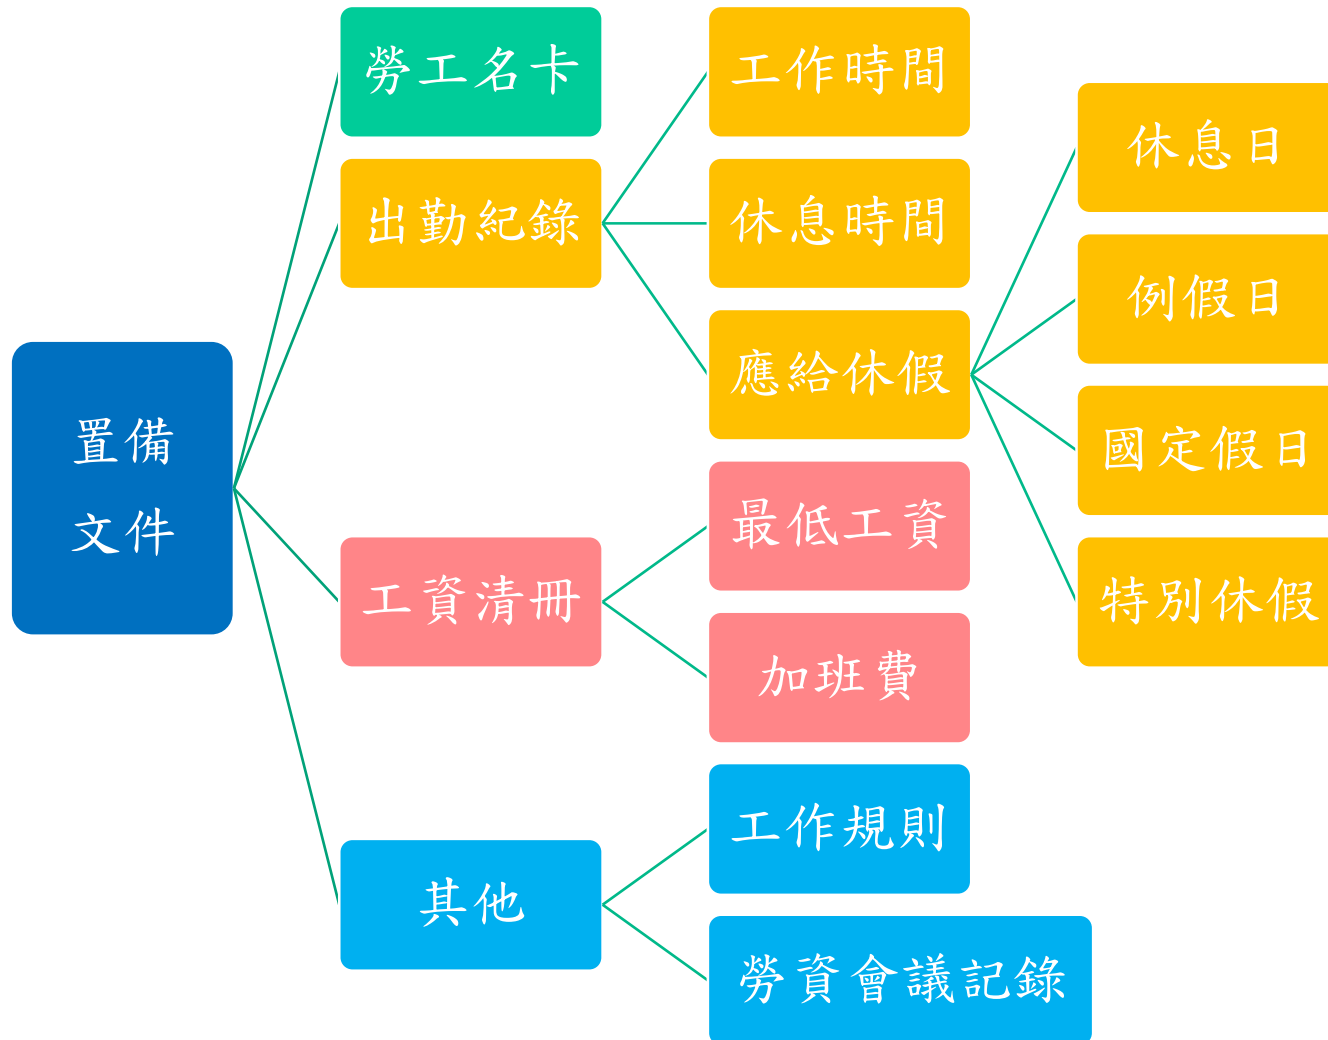 置備
文件
勞工名卡
出勤紀錄
工作時間
休息時間
應給休假
休息日
例假日
國定假日
特別休假
工資清冊
最低工資
加班費
其他
工作規則
勞資會議記錄